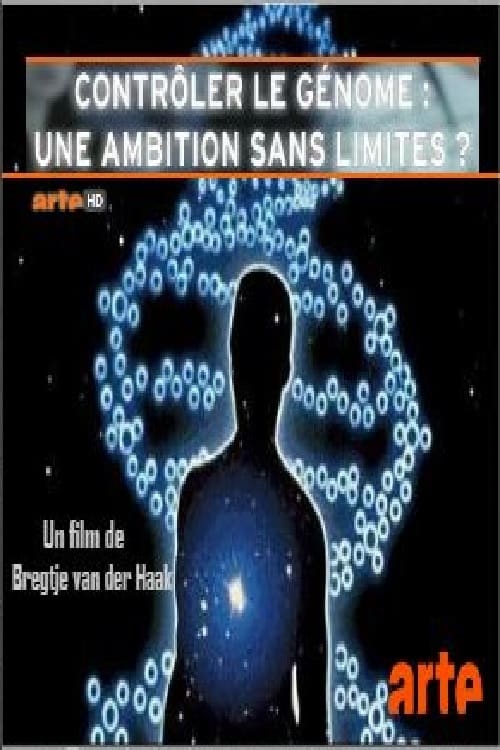 CONTRÔLER LE GÉNOME :
UNE AMBITION SANS LIMITES ?
arte HD
Un film de
Bregtje van der Haak
arte